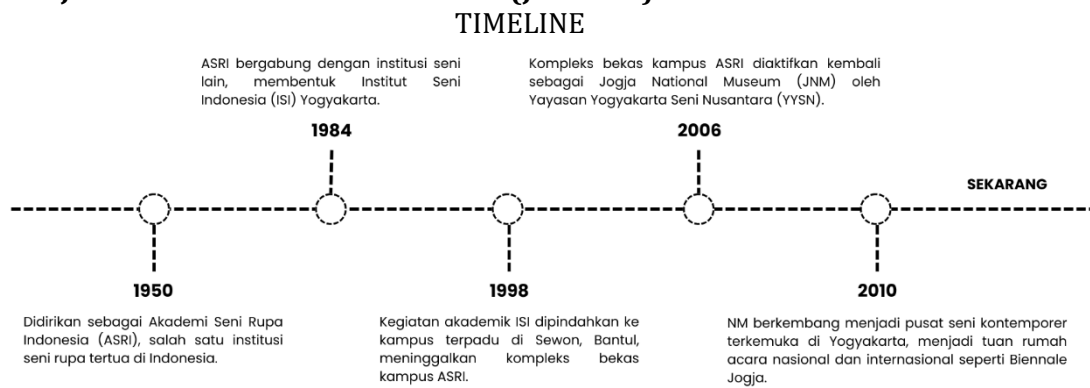 TIMELINE
ASRI bergabung dengan institusi seni
lain, membentuk Institut Seni
Indonesia (ISI) Yogyakarta.
1984
Kompleks bekas kampus ASRI diaktifkan kembali
sebagai Jogja National Museum (JNM) oleh
Yayasan Yogyakarta Seni Nusantara (YYSN).
2006
SEKARANG
1950
Didirikan sebagai Akademi Seni Rupa
Indonesia (ASRI), salah satu institusi
seni rupa tertua di Indonesia.
1998
Kegiatan akademik ISI dipindahkan ke
kampus terpadu di Sewon, Bantul,
meninggalkan kompleks bekas
kampus ASRI.
2010
NM berkembang menjadi pusat seni kontemporer
terkemuka di Yogyakarta, menjadi tuan rumah
acara nasional dan internasional seperti Biennale
Jogja.